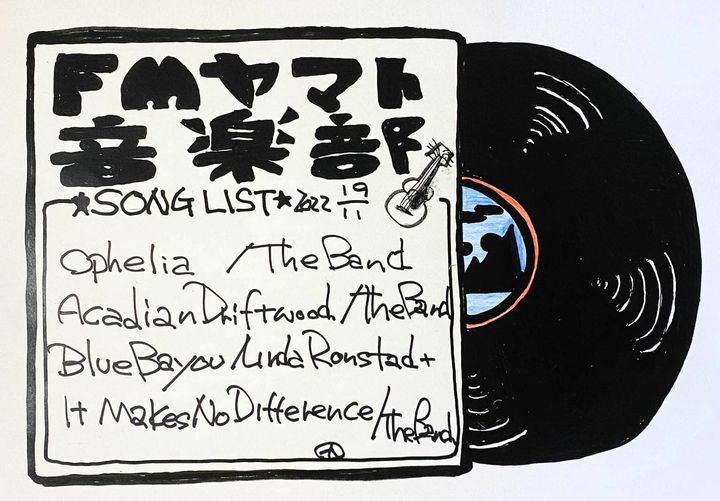 FMヤマト
音楽部
★SONG LIST★2022 19/11
Ophelia /The Band
Acadian Driftwood /the Band
Blue Bayou /Linda Ronstadt
It Makes No Difference /the Band